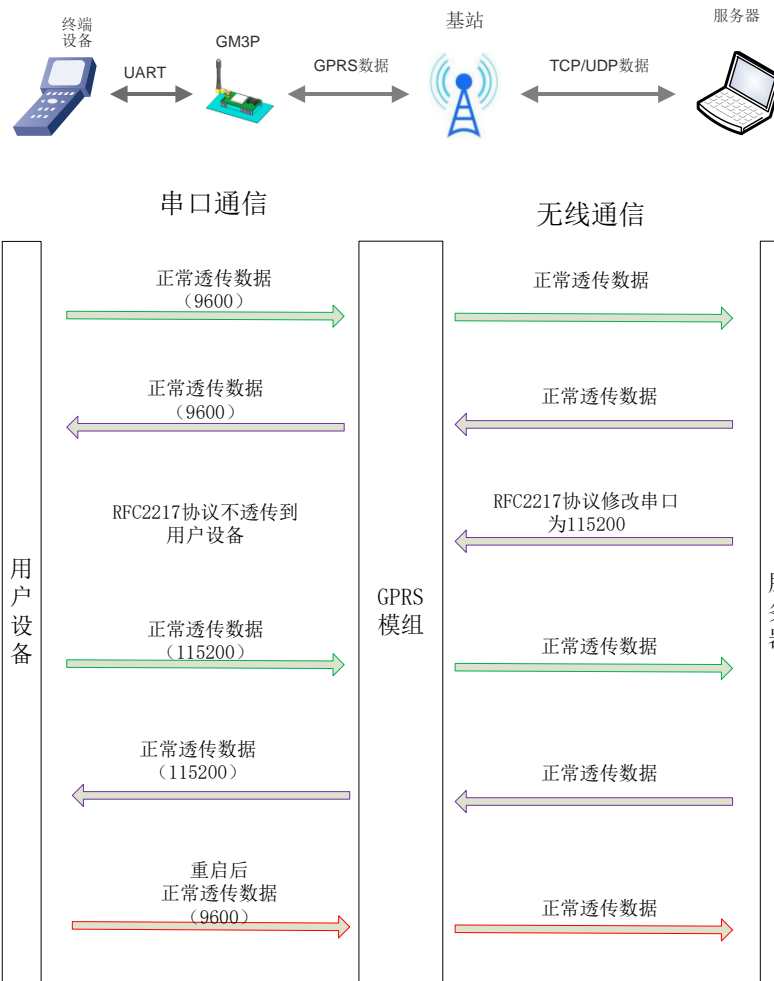 终端
设备
GM3P
基站
服务器
UART
GPRS数据
TCP/UDP数据
串口通信
无线通信
正常透传数据
（9600）
正常透传数据
正常透传数据
（9600）
正常透传数据
RFC2217协议不透传到
用户设备
RFC2217协议修改串口
为115200
用
户
设
备
GPRS
模组
服
务
器
正常透传数据
（115200）
正常透传数据
正常透传数据
（115200）
正常透传数据
重启后
正常透传数据
（9600）
正常透传数据